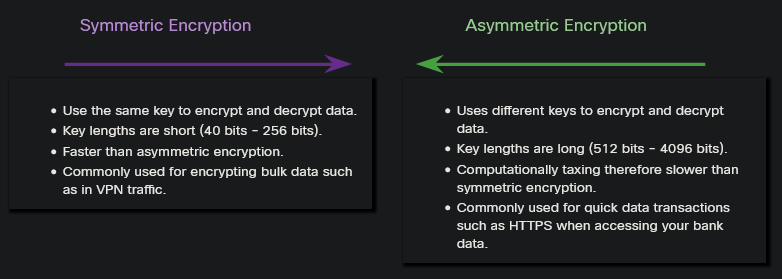 Symmetric Encryption
Use the same key to encrypt and decrypt data.
Key lengths are short (40 bits – 256 bits).
Faster than asymmetric encryption.
Commonly used for encrypting bulk data such
as in VPN traffic.
Asymmetric Encryption
Uses different keys to encrypt and decrypt
data.
Key lengths are long (512 bits – 4096 bits).
Computationally taxing therefore slower than
symmetric encryption.
Commonly used for quick data transactions
such as HTTPS when accessing your bank
data.